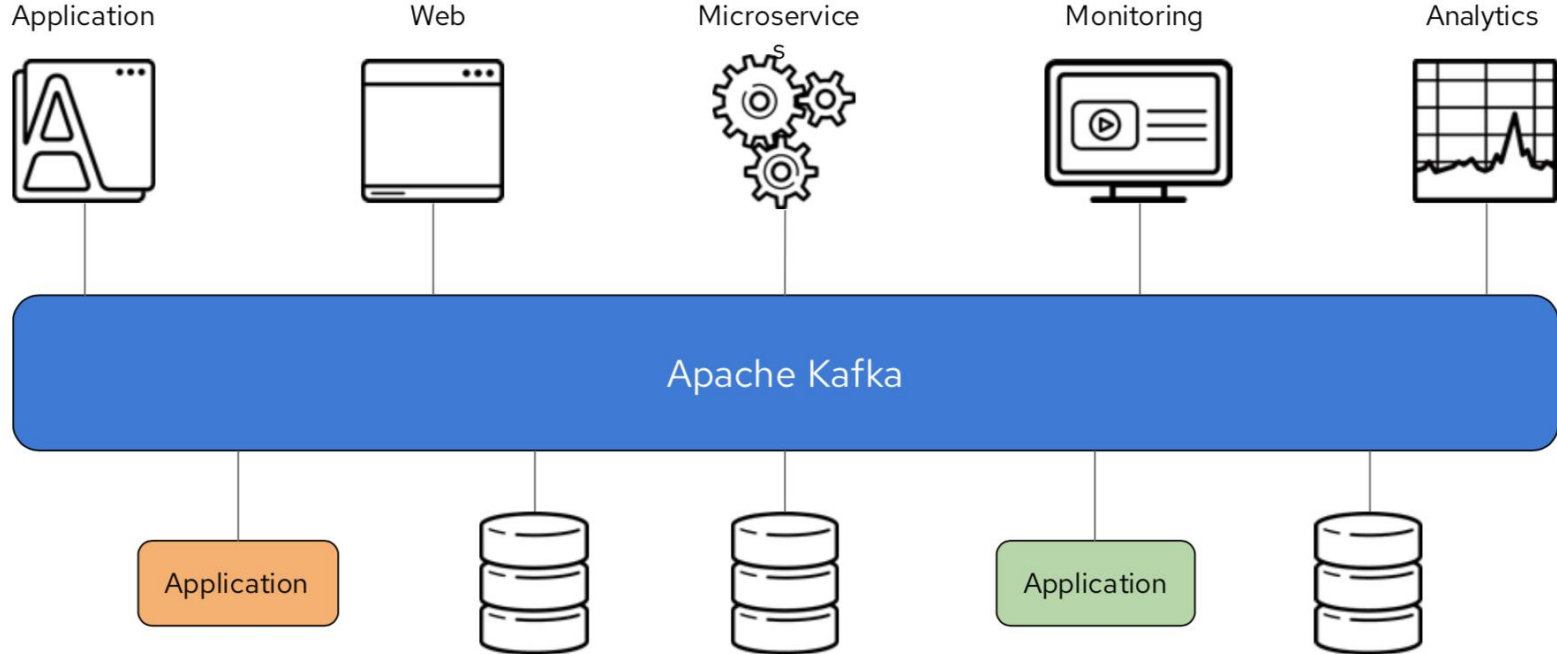 Application
Web
Microservice
s
Monitoring
Analytics
Apache Kafka
Application
Application